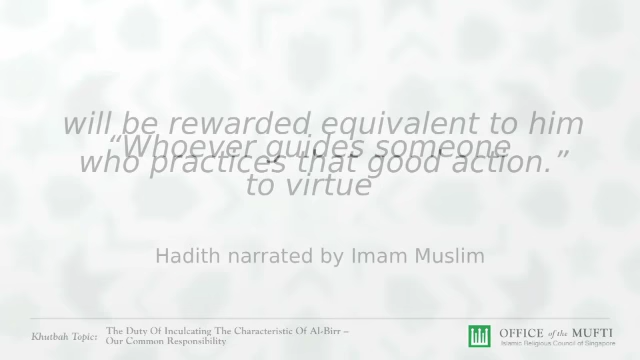 “Whoever guides someone
to virtue
will be rewarded equivalent to him
who practices that good action.”
Hadith narrated by Imam Muslim
Khutbah Topic: The Duty Of Inculcating The Characteristic Of Al-Birr –
Our Common Responsibility
OFFICE of the MUFTI
Islamic Religious Council of Singapore